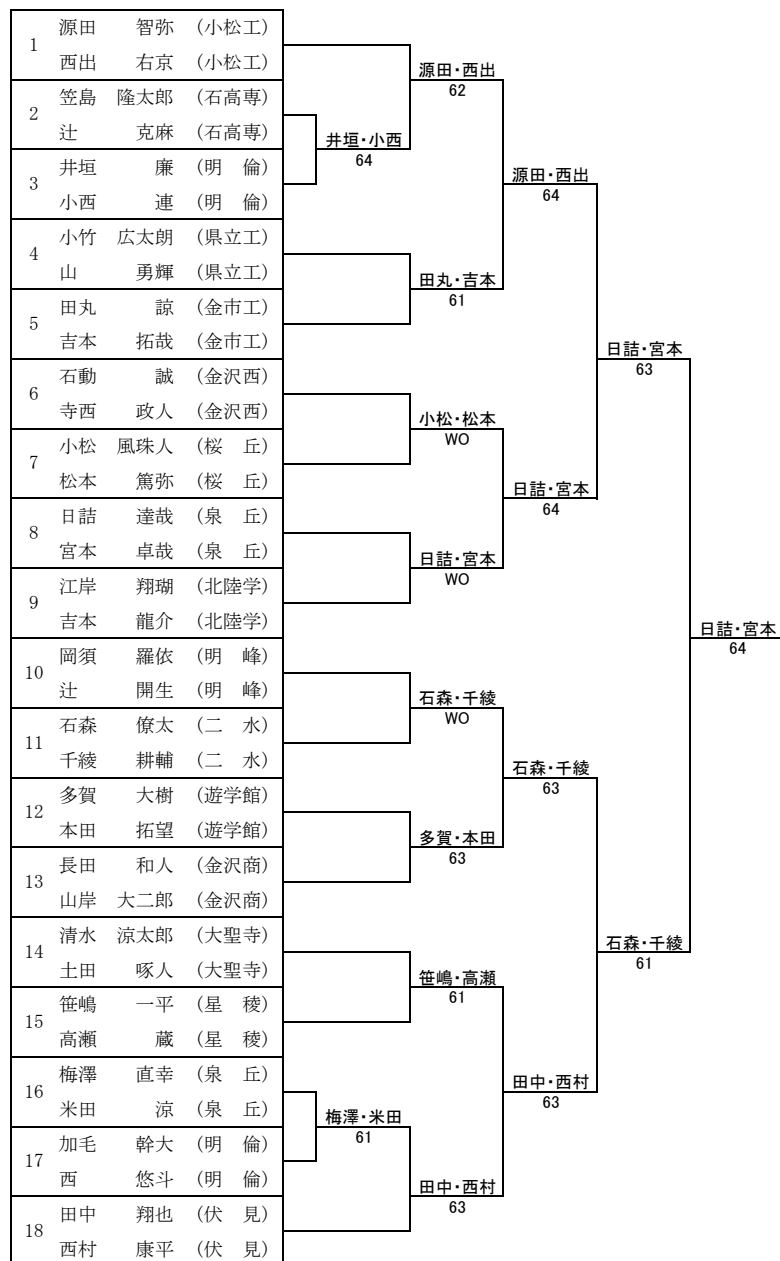 1
源田 智弥 (小松工)
西出 右京 (小松工)
2
笠島 隆太郎 (石高専)
辻 克麻 (石高専)
3
井垣 廉 (明 倫)
小西 連 (明 倫)
4
小竹 広太朗 (県立工)
山 勇輝 (県立工)
5
田丸 諒 (金市工)
吉本 拓哉 (金市工)
6
石動 誠 (金沢西)
寺西 政人 (金沢西)
7
小松 風珠人 (桜 丘)
松本 篤弥 (桜 丘)
8
日詰 達哉 (泉 丘)
宮本 卓哉 (泉 丘)
9
江岸 翔瑚 (北陸学)
吉本 龍介 (北陸学)
10
岡須 羅依 (明 峰)
辻 開生 (明 峰)
11
石森 僚太 (二 水)
千綾 耕輔 (二 水)
12
多賀 大樹 (遊学館)
本田 拓望 (遊学館)
13
長田 和人 (金沢商)
山岸 大二郎 (金沢商)
14
清水 涼太郎 (大聖寺)
土田 啄人 (大聖寺)
15
笹嶋 一平 (星 稜)
高瀬 蔵 (星 稜)
16
梅澤 直幸 (泉 丘)
米田 涼 (泉 丘)
17
加毛 幹大 (明 倫)
西 悠斗 (明 倫)
18
田中 翔也 (伏 見)
西村 康平 (伏 見)
井垣・小西
64
梅澤・米田
61
源田・西出
62
田丸・吉本
61
小松・松本
WO
日詰・宮本
WO
石森・千綾
WO
多賀・本田
63
笹嶋・高瀬
61
田中・西村
63
源田・西出
64
日詰・宮本
64
石森・千綾
63
田中・西村
63
日詰・宮本
63
石森・千綾
61
日詰・宮本
64